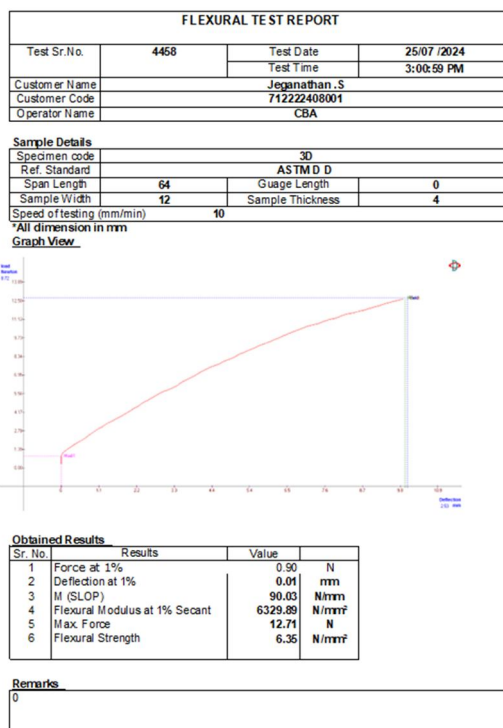 FLEXURAL TEST REPORT
Test Sr.No. 4458 Test Date 25/07 /2024
Test Time 3:00:59 PM
Customer Name Jeganathan .S
Customer Code 712222408001
Operator Name CBA
Sample Details
Specimen code 3D
Ref. Standard ASTM D D
Span Length 64 Guage Length 0
Sample Width 12 Sample Thickness 4
Speed of testing (mm/min) 10
*All dimension in mm
Graph View
Deflection
Obtained Results
Sr. No. Results Value
1 Force at 1% 0.90 N
2 Deflection at 1% 0.01 mm
3 M (SLOP) 90.03 N/mm
4 Flexural Modulus at 1% Secant 6329.89 N/mm²
5 Max. Force 12.71 N
6 Flexural Strength 6.35 N/mm²
Remarks
0